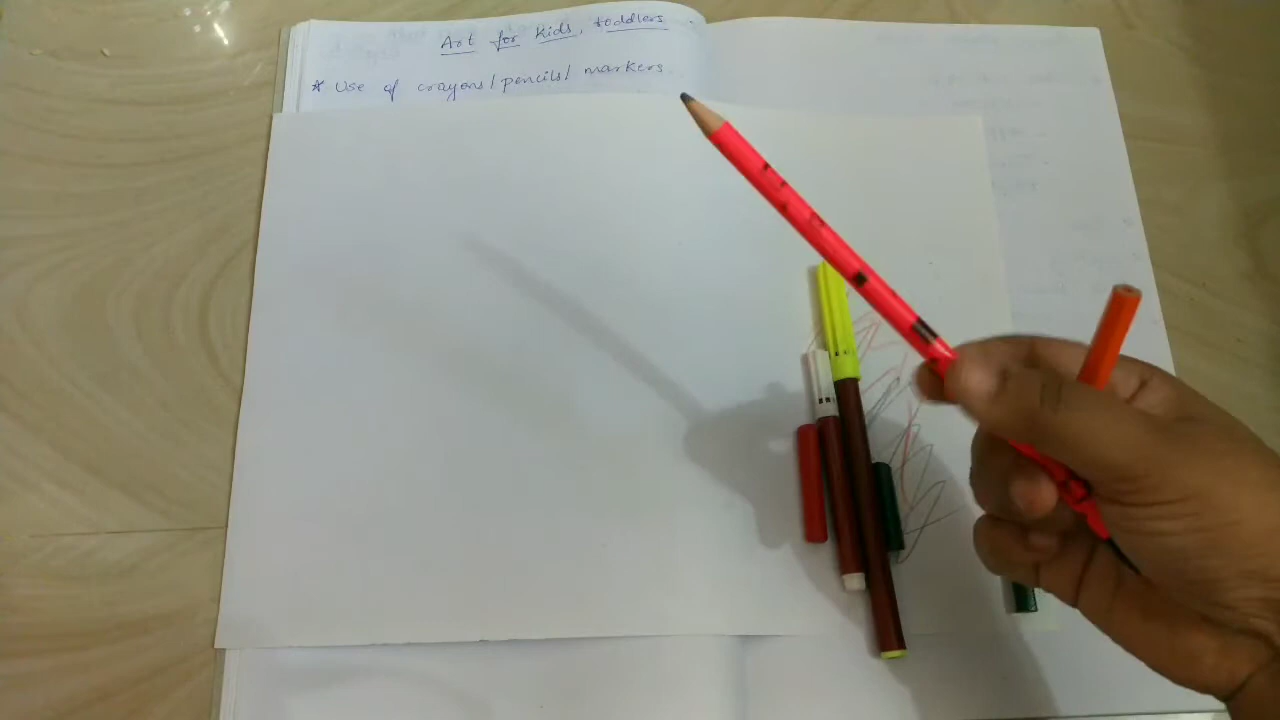 Art for Kids, toddlers
* Use of crayons/pencils/ markers